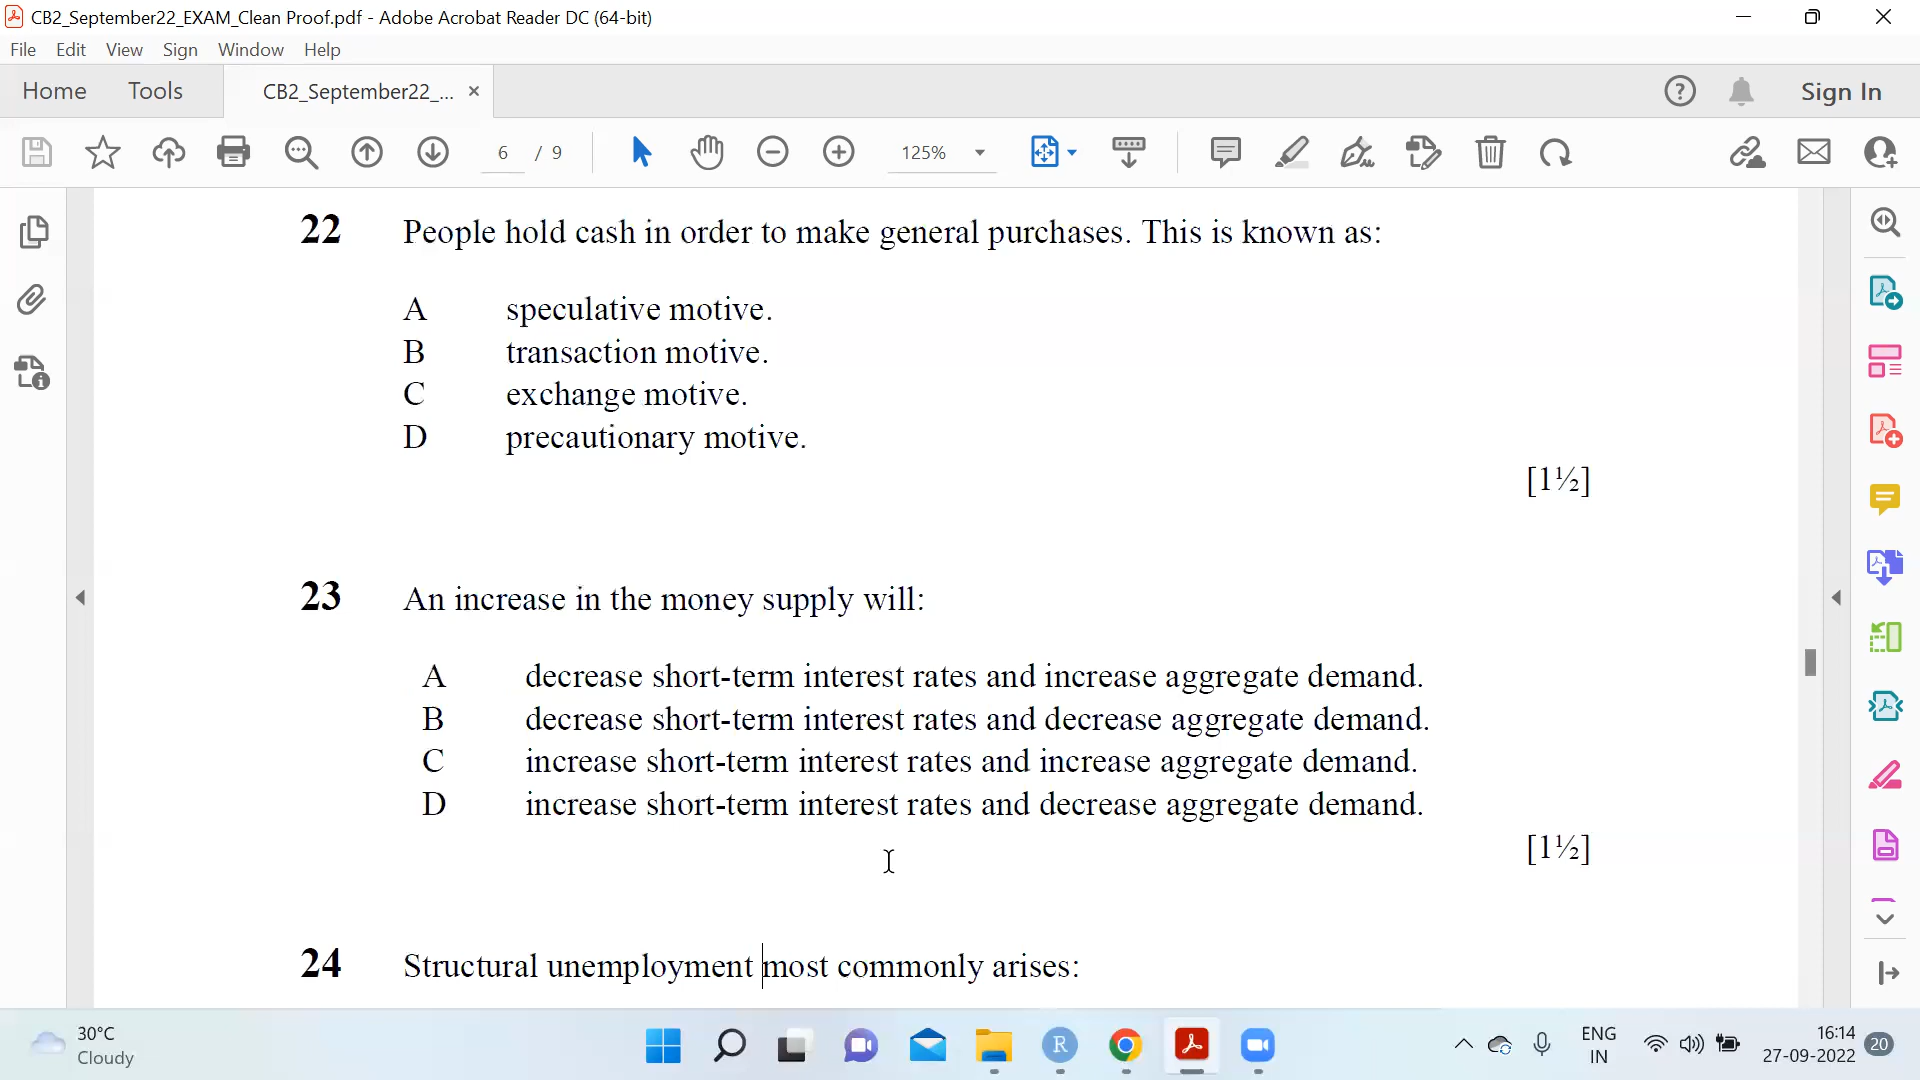 CB2_September22_EXAM_Clean Proof.pdf - Adobe Acrobat Reader DC (64-bit)
File Edit View Sign Window Help
Home Tools CB2_September22_... × Sign In
6 / 9 125%
22 People hold cash in order to make general purchases. This is known as:
A speculative motive.
B transaction motive.
C exchange motive.
D precautionary motive.
[1½]
23 An increase in the money supply will:
A decrease short-term interest rates and increase aggregate demand.
B decrease short-term interest rates and decrease aggregate demand.
C increase short-term interest rates and increase aggregate demand.
D increase short-term interest rates and decrease aggregate demand.
[1½]
24 Structural unemployment most commonly arises:
30°C
Cloudy
ENG
IN
16:14
27-09-2022
20